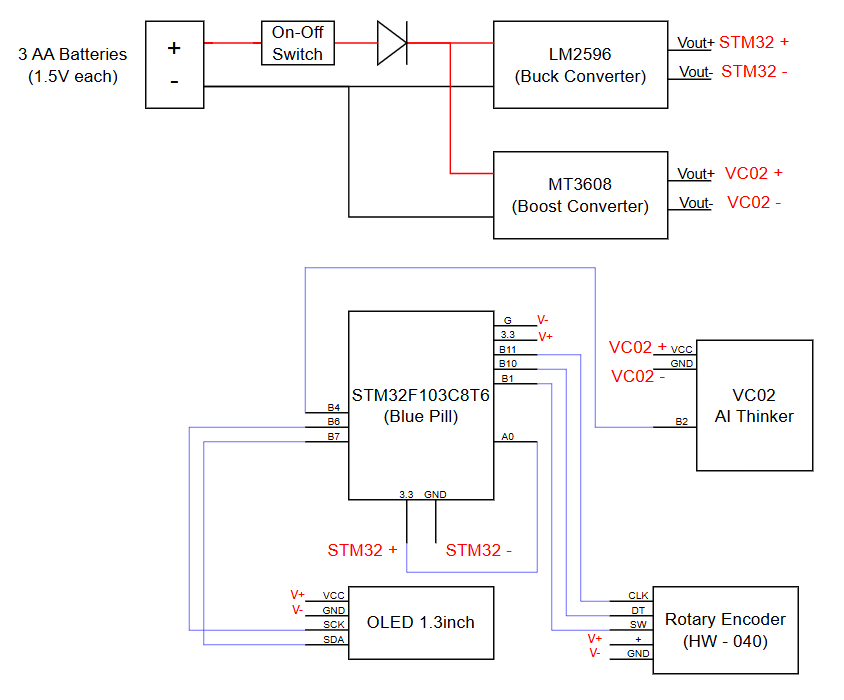 3 AA Batteries
(1.5V each)
+
-
On-Off
Switch
LM2596
(Buck Converter)
Vout+ STM32 +
Vout- STM32 -
MT3608
(Boost Converter)
Vout+ VC02 +
Vout- VC02 -
STM32F103C8T6
(Blue Pill)
G V-
3.3 V+
B11
B10
B1
B4
B6
B7
A0
3.3 GND
STM32 + STM32 -
VC02 + VCC
VC02 - GND
B2
VC02
AI Thinker
V+ VCC
V- GND
SCK
SDA
OLED 1.3inch
CLK
DT
SW
V+ +
V- GND
Rotary Encoder
(HW - 040)